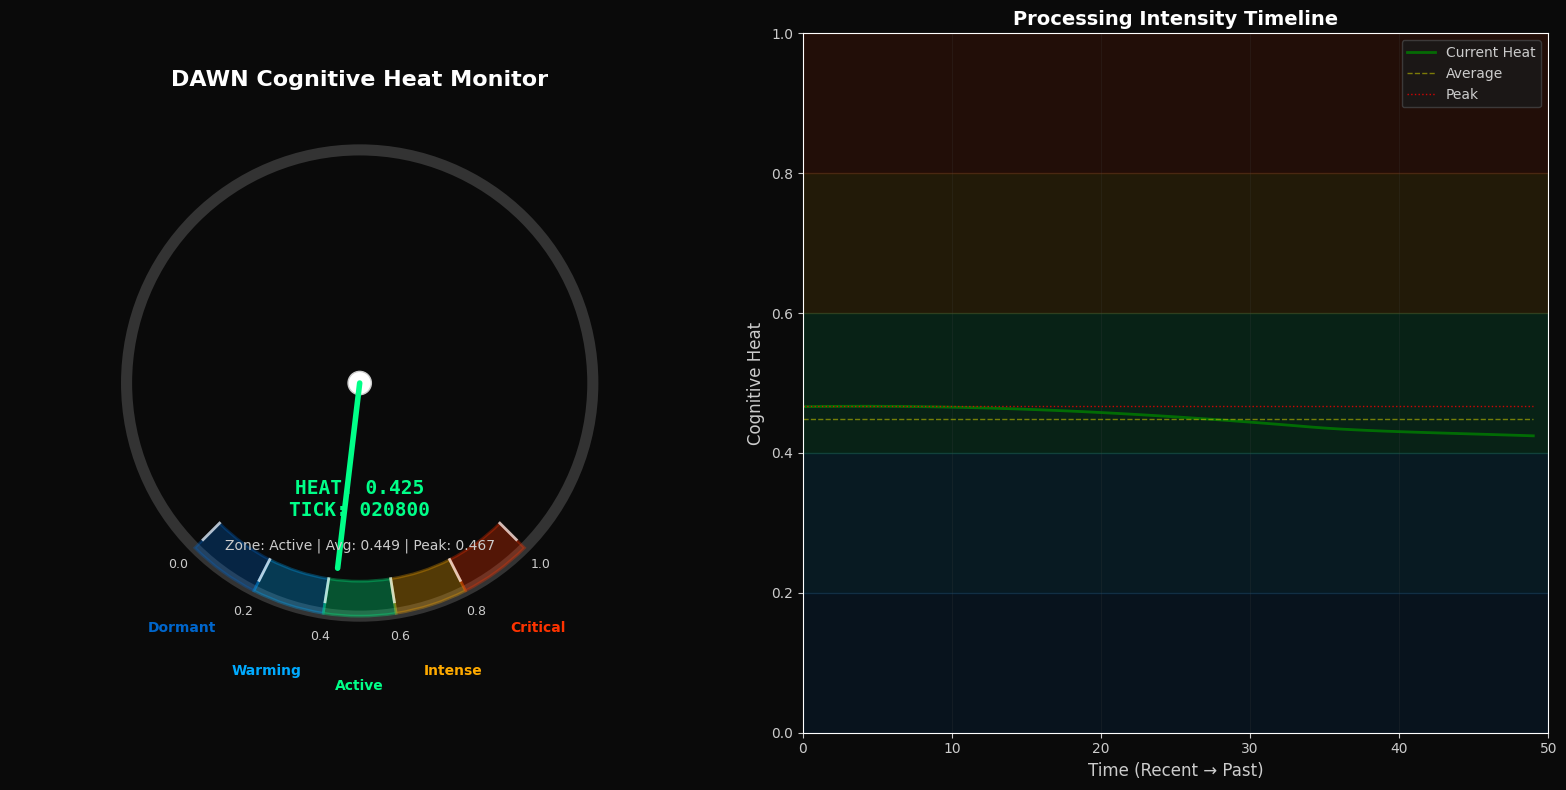 DAWN Cognitive Heat Monitor
HEAT: 0.425
TICK: 020800
Zone: Active | Avg: 0.449 | Peak: 0.467
0.0
0.2
0.4
0.6
0.8
1.0
Dormant
Warming
Active
Intense
Critical
Processing Intensity Timeline
Current Heat
Average
Peak
Cognitive Heat
1.0
0.8
0.6
0.4
0.2
0.0
0
10
20
30
40
50
Time (Recent → Past)